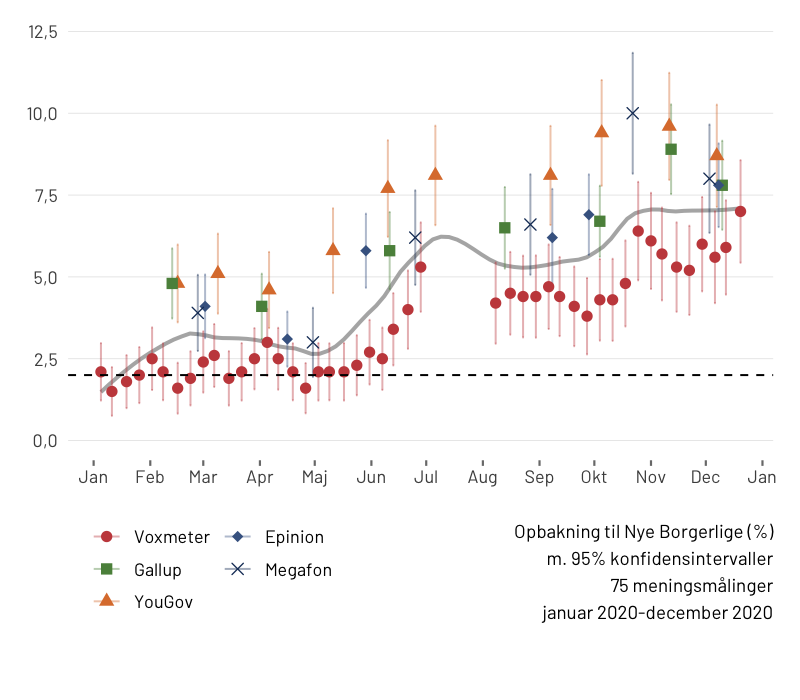 12,5
10,0
7,5
5,0
2,5
0,0
Jan Feb Mar Apr Maj Jun Jul Aug Sep Okt Nov Dec Jan
Voxmeter Epinion
Gallup Megafon
YouGov
Opbakning til Nye Borgerlige (%)
m. 95% konfidensintervaller
75 meningsmålinger
januar 2020-december 2020